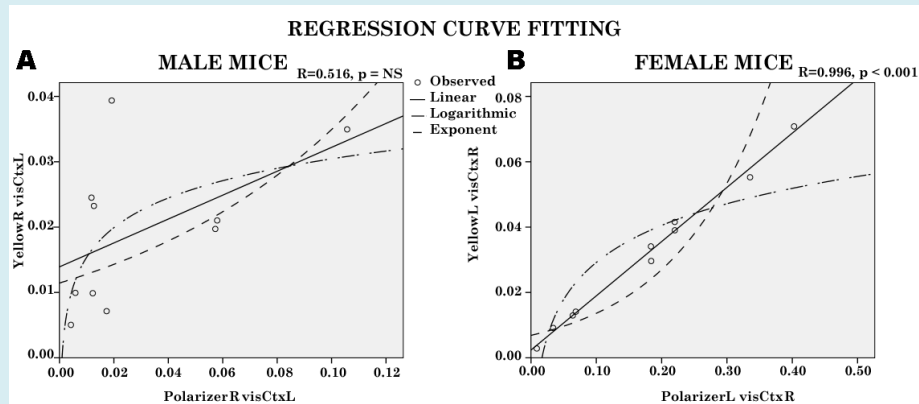 REGRESSION CURVE FITTING
A
MALE MICE
R=0.516, p = NS
YellowR visCtxL
0.04
0.03
0.02
0.01
0.00
0.00 0.02 0.04 0.06 0.08 0.10 0.12
PolarizerR visCtxL
Observed
Linear
Logarithmic
Exponent
B
FEMALE MICE
R=0.996, p < 0.001
YellowL visCtxR
0.08
0.06
0.04
0.02
0.00
0.00 0.10 0.20 0.30 0.40 0.50
PolarizerL visCtxR